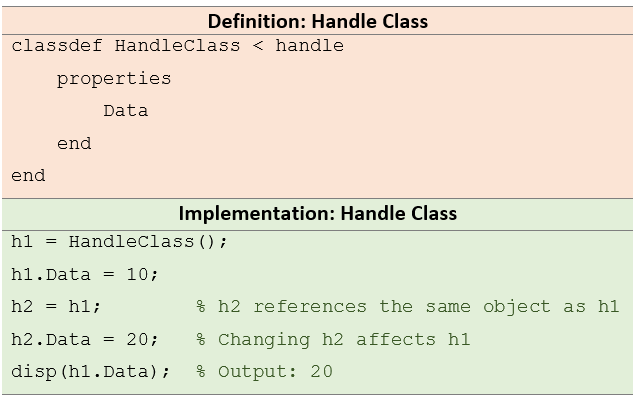 Definition: Handle Class
classdef HandleClass < handle
    properties
        Data
    end
end
Implementation: Handle Class
h1 = HandleClass();
h1.Data = 10;
h2 = h1;        % h2 references the same object as h1
h2.Data = 20;   % Changing h2 affects h1
disp(h1.Data);  % Output: 20